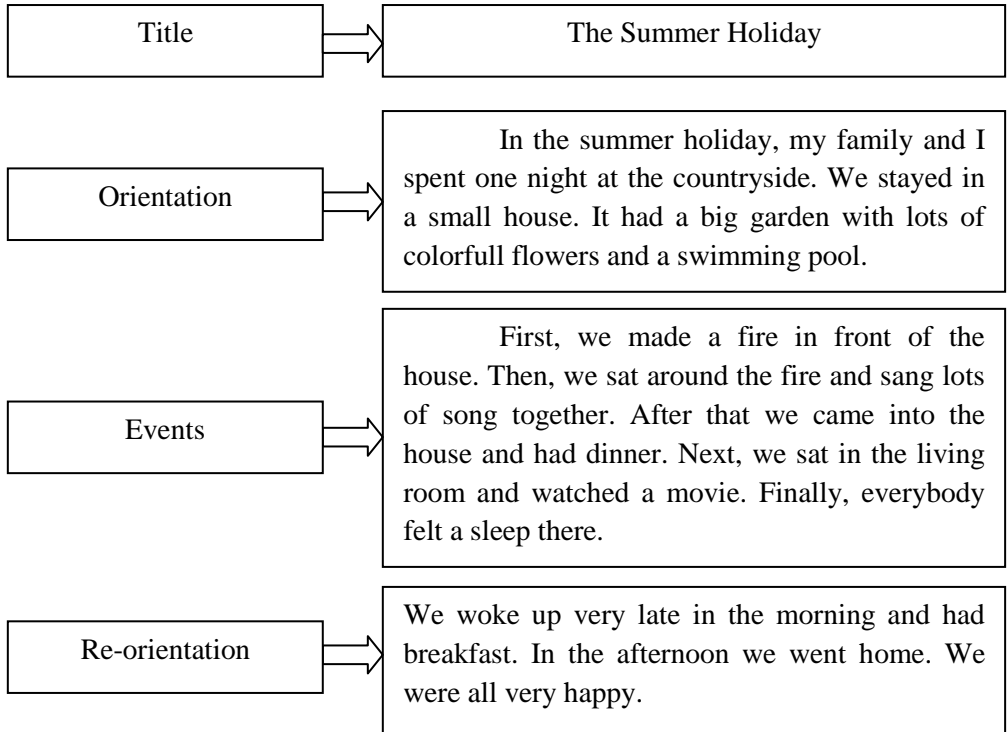 Title
The Summer Holiday
Orientation
In the summer holiday, my family and I
spent one night at the countryside. We stayed in
a small house. It had a big garden with lots of
colorfull flowers and a swimming pool.
Events
First, we made a fire in front of the
house. Then, we sat around the fire and sang lots
of song together. After that we came into the
house and had dinner. Next, we sat in the living
room and watched a movie. Finally, everybody
felt a sleep there.
Re-orientation
We woke up very late in the morning and had
breakfast. In the afternoon we went home. We
were all very happy.